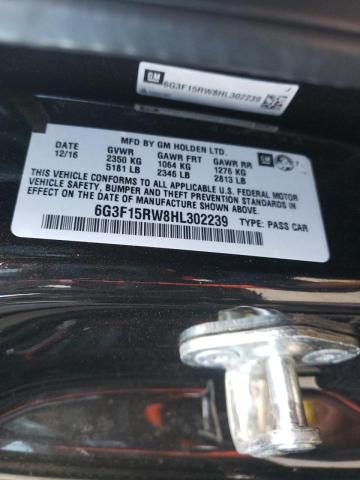 GM
6G3F15RW8HL302239
J
MFD BY GM HOLDEN LTD.
DATE GVWR GAWR FRT GAWR RR GM
12/16 2350 KG 1064 KG 1276 KG
5181 LB 2346 LB 2813 LB
THIS VEHICLE CONFORMS TO ALL APPLICABLE U.S. FEDERAL MOTOR
VEHICLE SAFETY, BUMPER AND THEFT PREVENTION STANDARDS
IN EFFECT ON THE DATE OF MANUFACTURE SHOWN ABOVE.
6G3F15RW8HL302239 TYPE: PASS CAR